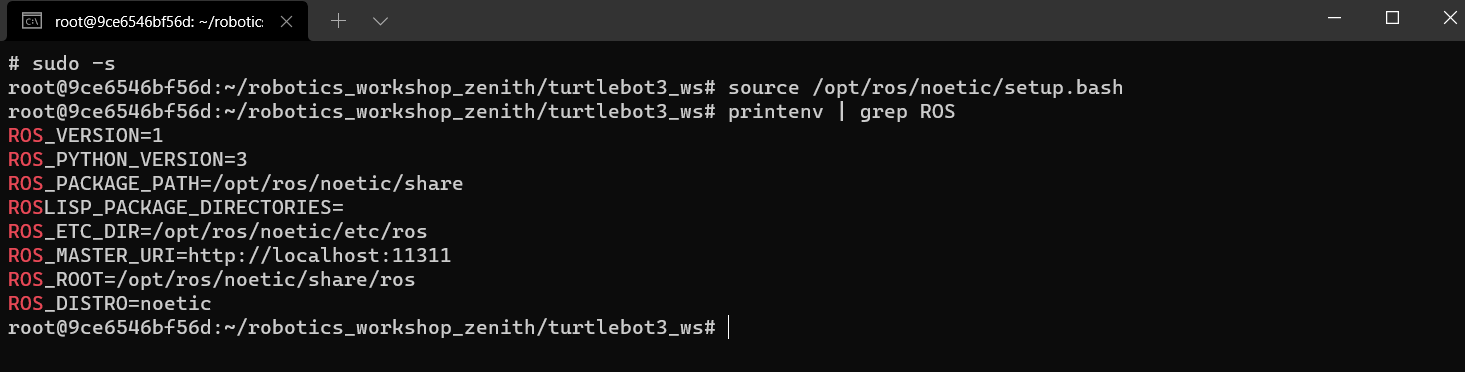 root@9ce6546bf56d: ~/robotics
# sudo -s
root@9ce6546bf56d:~/robotics_workshop_zenith/turtlebot3_ws# source /opt/ros/noetic/setup.bash
root@9ce6546bf56d:~/robotics_workshop_zenith/turtlebot3_ws# printenv | grep ROS
ROS_VERSION=1
ROS_PYTHON_VERSION=3
ROS_PACKAGE_PATH=/opt/ros/noetic/share
ROSLISP_PACKAGE_DIRECTORIES=
ROS_ETC_DIR=/opt/ros/noetic/etc/ros
ROS_MASTER_URI=http://localhost:11311
ROS_ROOT=/opt/ros/noetic/share/ros
ROS_DISTRO=noetic
root@9ce6546bf56d:~/robotics_workshop_zenith/turtlebot3_ws#